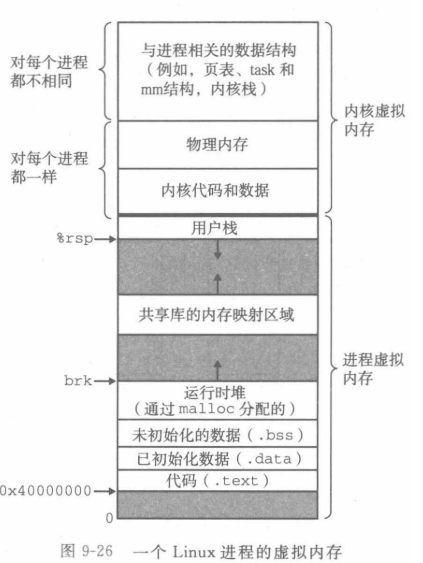 与进程相关的数据结构
（例如，页表、task 和
mm结构，内核栈）
对每个进程
都不相同
物理内存
内核代码和数据
对每个进程
都一样
内核虚拟
内存
用户栈
%rsp
共享库的内存映射区域
brk
运行时堆
（通过 malloc 分配的）
未初始化的数据（.bss）
已初始化数据（.data）
代码（.text）
进程虚拟
内存
0x40000000
0
图 9-26 一个 Linux 进程的虚拟内存